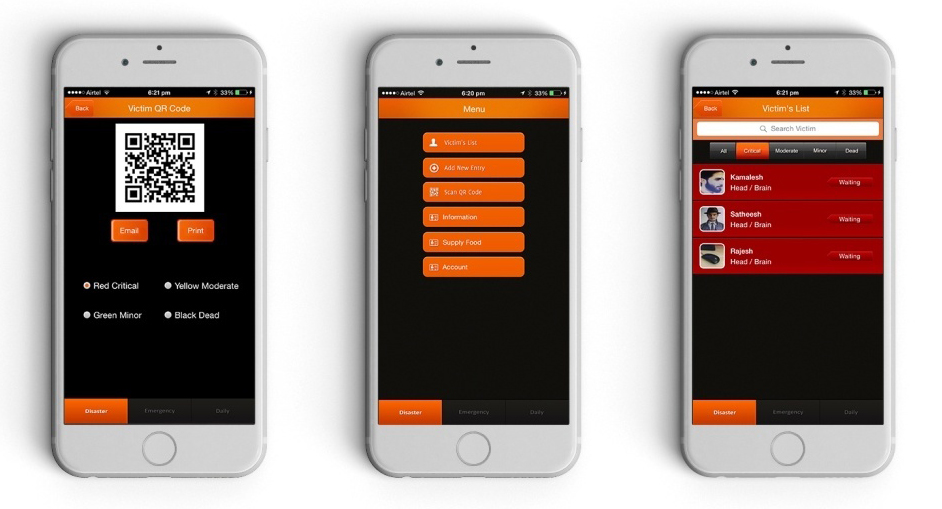 Airtel 6:21 pm 33%
Back Victim QR Code
Email Print
Red Critical Yellow Moderate
Green Minor Black Dead
Disaster Emergency Daily
Airtel 6:20 pm 33%
Menu
Victim's List
Add New Entry
Scan QR Code
Information
Supply Food
Account
Disaster Emergency Daily
Airtel 6:21 pm 33%
Back Victim's List
Search Victim
All Critical Moderate Minor Dead
Kamalesh
Head / Brain
Waiting
Satheesh
Head / Brain
Waiting
Rajesh
Head / Brain
Waiting
Disaster Emergency Daily